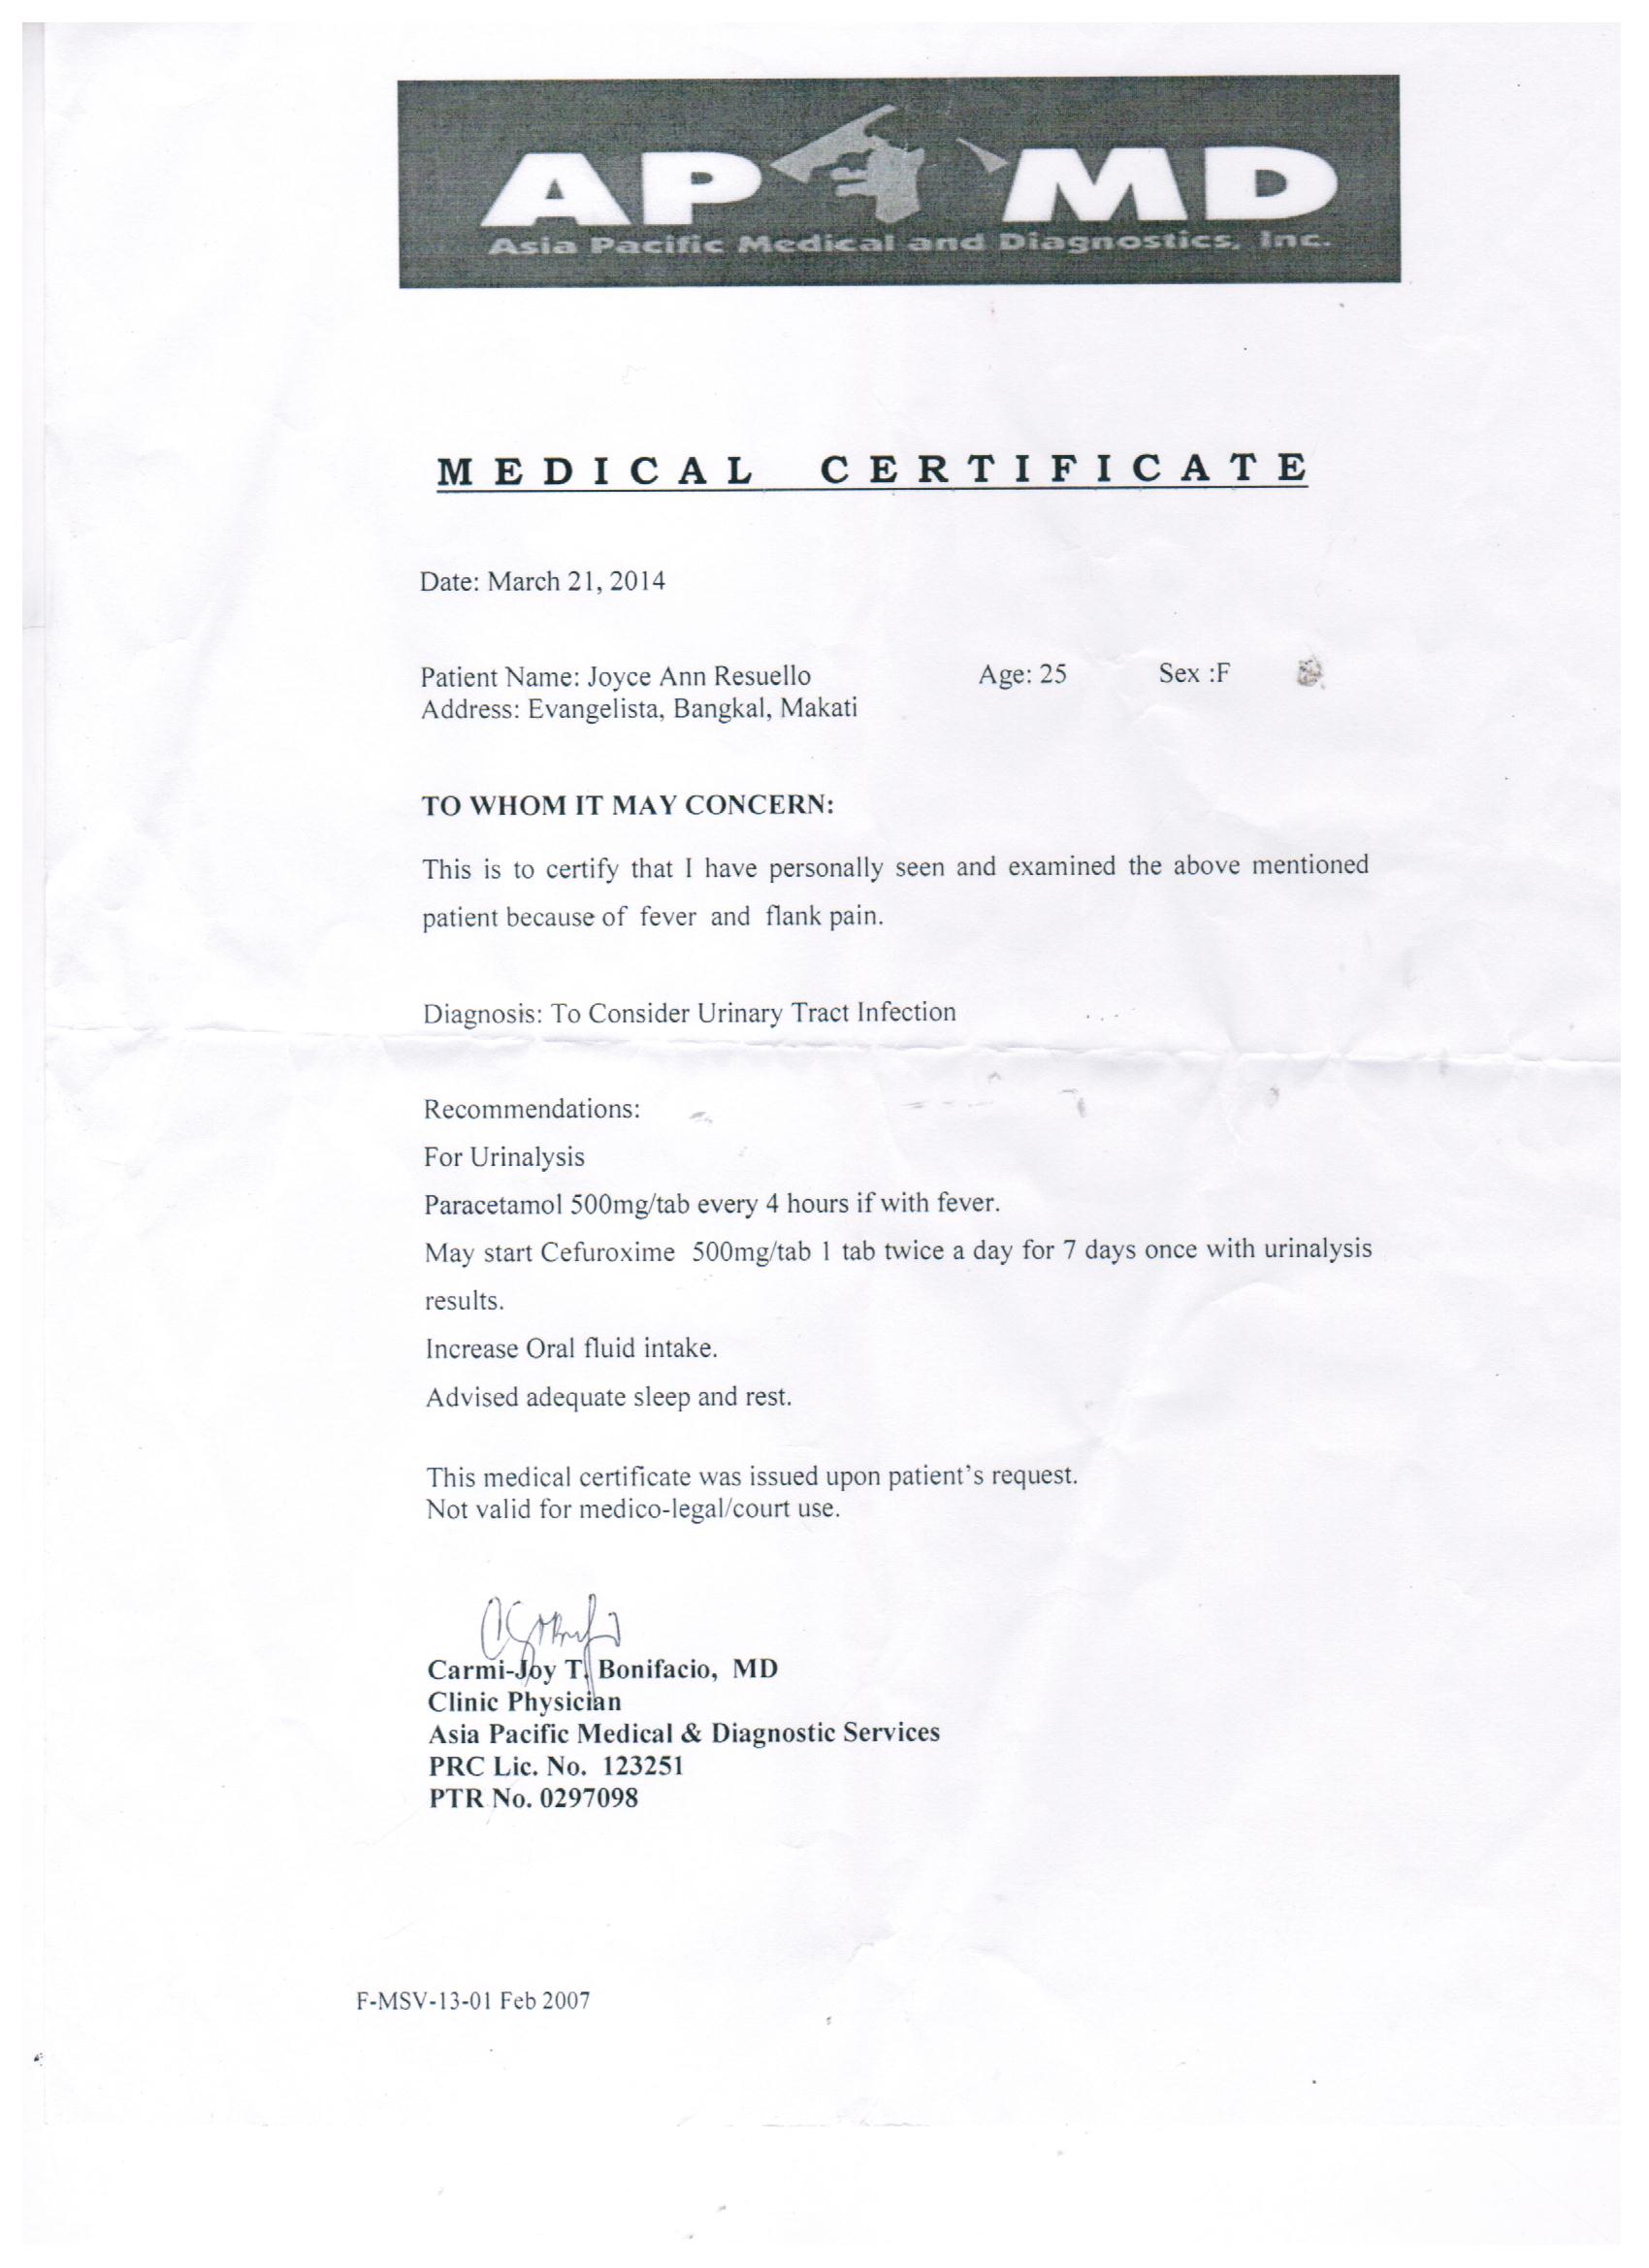 AP MD
Asia Pacific Medical and Diagnostics, Inc.
MEDICAL CERTIFICATE
Date: March 21, 2014
Patient Name: Joyce Ann Resuello Age: 25 Sex :F
Address: Evangelista, Bangkal, Makati
TO WHOM IT MAY CONCERN:
This is to certify that I have personally seen and examined the above mentioned
patient because of fever and flank pain.
Diagnosis: To Consider Urinary Tract Infection
Recommendations:
For Urinalysis
Paracetamol 500mg/tab every 4 hours if with fever.
May start Cefuroxime 500mg/tab 1 tab twice a day for 7 days once with urinalysis
results.
Increase Oral fluid intake.
Advised adequate sleep and rest.
This medical certificate was issued upon patient's request.
Not valid for medico-legal/court use.
Carmi-Joy T. Bonifacio, MD
Clinic Physician
Asia Pacific Medical & Diagnostic Services
PRC Lic. No. 123251
PTR No. 0297098
F-MSV-13-01 Feb 2007